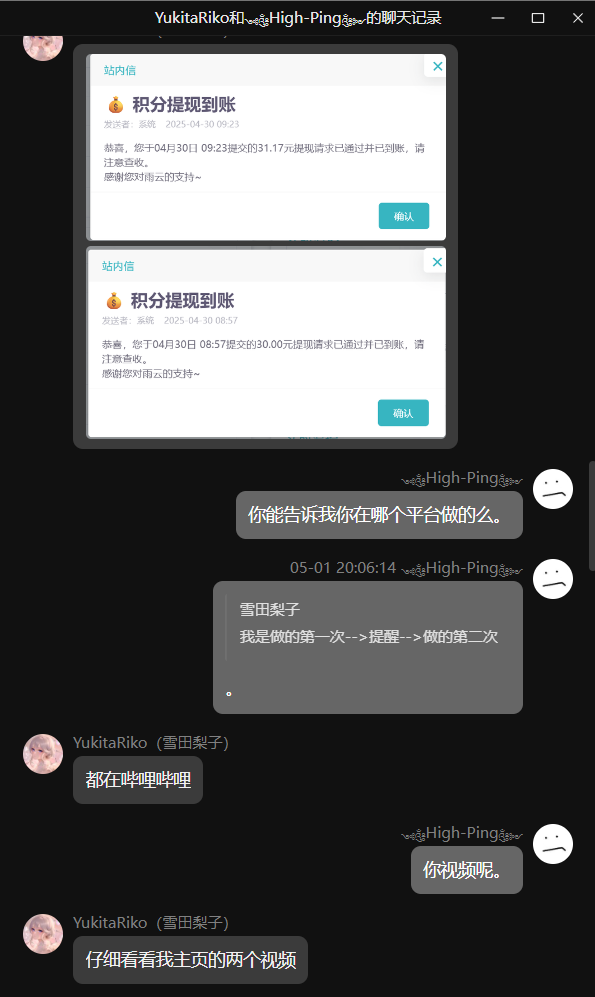 YukitaRiko和High-Ping的聊天记录
站内信
积分提现到账
发送者：系统 2025-04-30 09:23
恭喜，您于04月30日 09:23提交的31.17元提现请求已通过并已到账，请
注意查收。
感谢您对雨云的支持~
确认
站内信
积分提现到账
发送者：系统 2025-04-30 08:57
恭喜，您于04月30日 08:57提交的30.00元提现请求已通过并已到账，请
注意查收。
感谢您对雨云的支持~
确认
High-Ping
你能告诉我你在哪个平台做的么。
05-01 20:06:14 High-Ping
雪田梨子
我是做的第一次-->提醒-->做的第二次
。
YukitaRiko（雪田梨子）
都在哔哩哔哩
High-Ping
你视频呢。
YukitaRiko（雪田梨子）
仔细看看我主页的两个视频